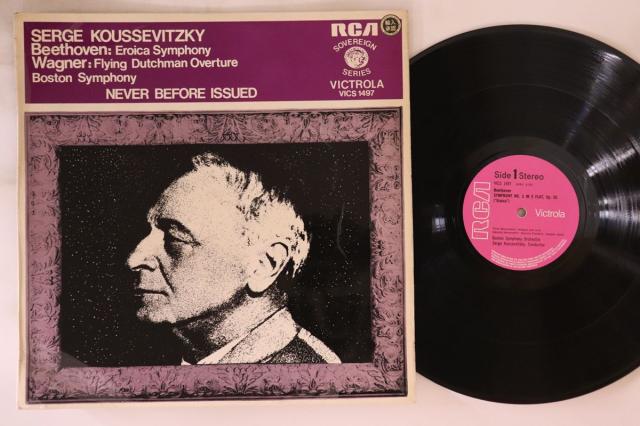 SERGE KOUSSEVITZKY
Beethoven: Eroica Symphony
Wagner: Flying Dutchman Overture
Boston Symphony
NEVER BEFORE ISSUED
RCA
SOVEREIGN
SERIES
VICTROLA
VICS 1497
Side 1 Stereo
VICS 1497
Beethoven
SYMPHONY NO. 3 IN E FLAT, Op. 55
("Eroica")
RCA
Victrola
Boston Symphony Orchestra
Serge Koussevitzky, Conductor